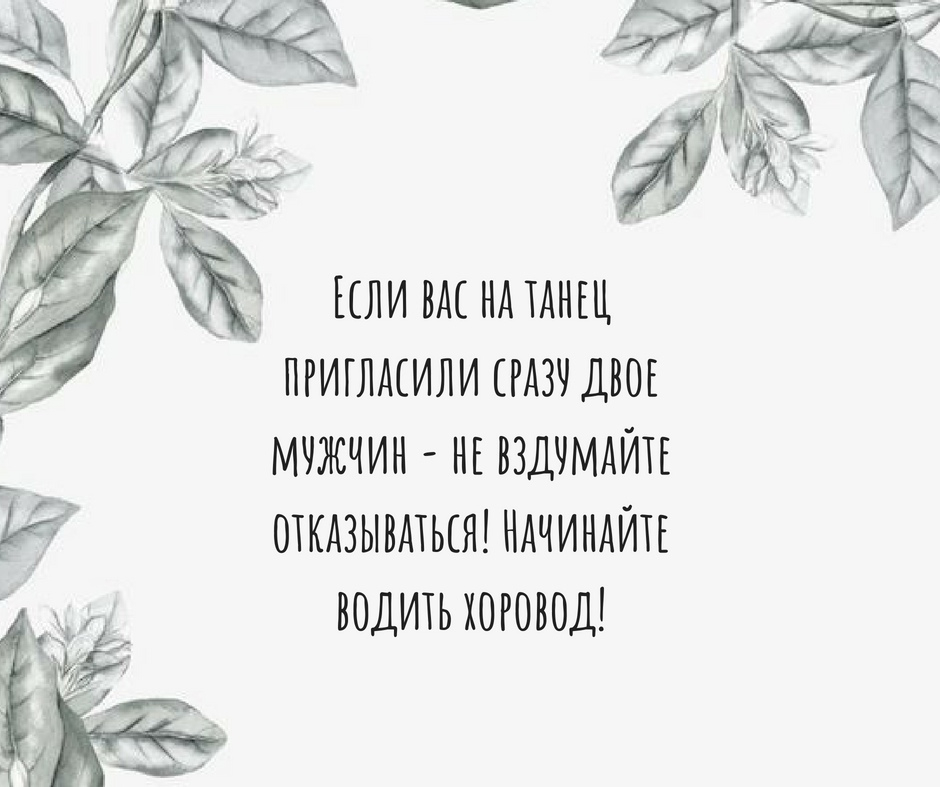 Если вас на танец
пригласили сразу двое
мужчин - не вздумайте
отказываться! Начинайте
водить хоровод!